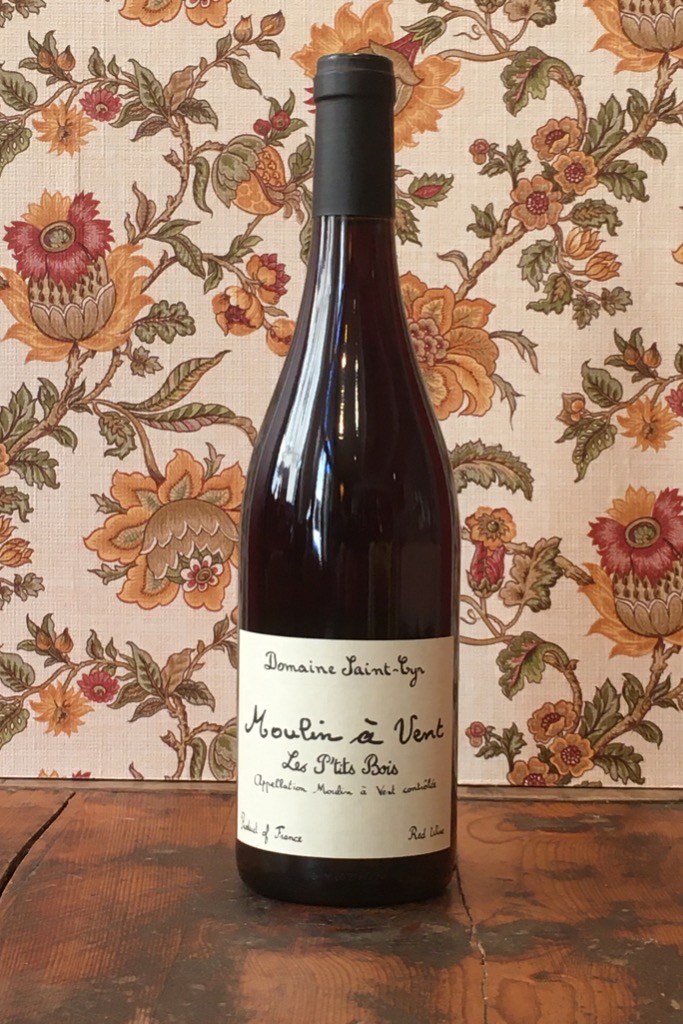 Domaine Saint-Cyr
Moulin à Vent
Les P'tits Bois
Appellation Moulin à Vent contrôlée
Product of France Red Wine